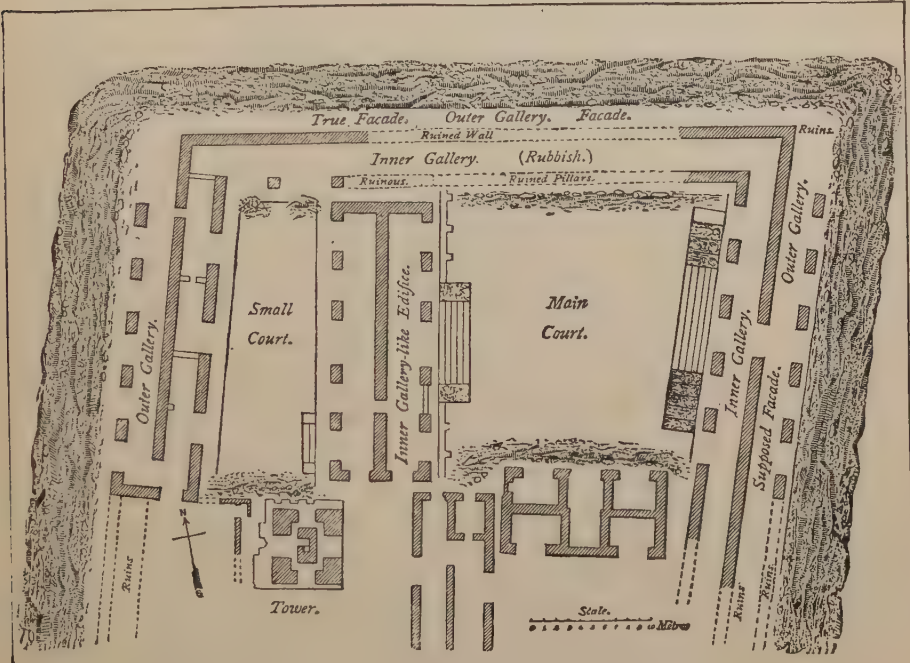 True Facade. Outer Gallery. Facade.
Ruined Wall
Ruins
Inner Gallery. (Rubbish.)
Ruinous. Ruined Pillars.
Outer Gallery.
Small
Court.
Inner Gallery-like Edifice.
Main
Court.
Inner Gallery.
Outer Gallery.
Supposed Facade.
N
Ruins
Tower.
Scale.
Mètres
Ruins
Ruins